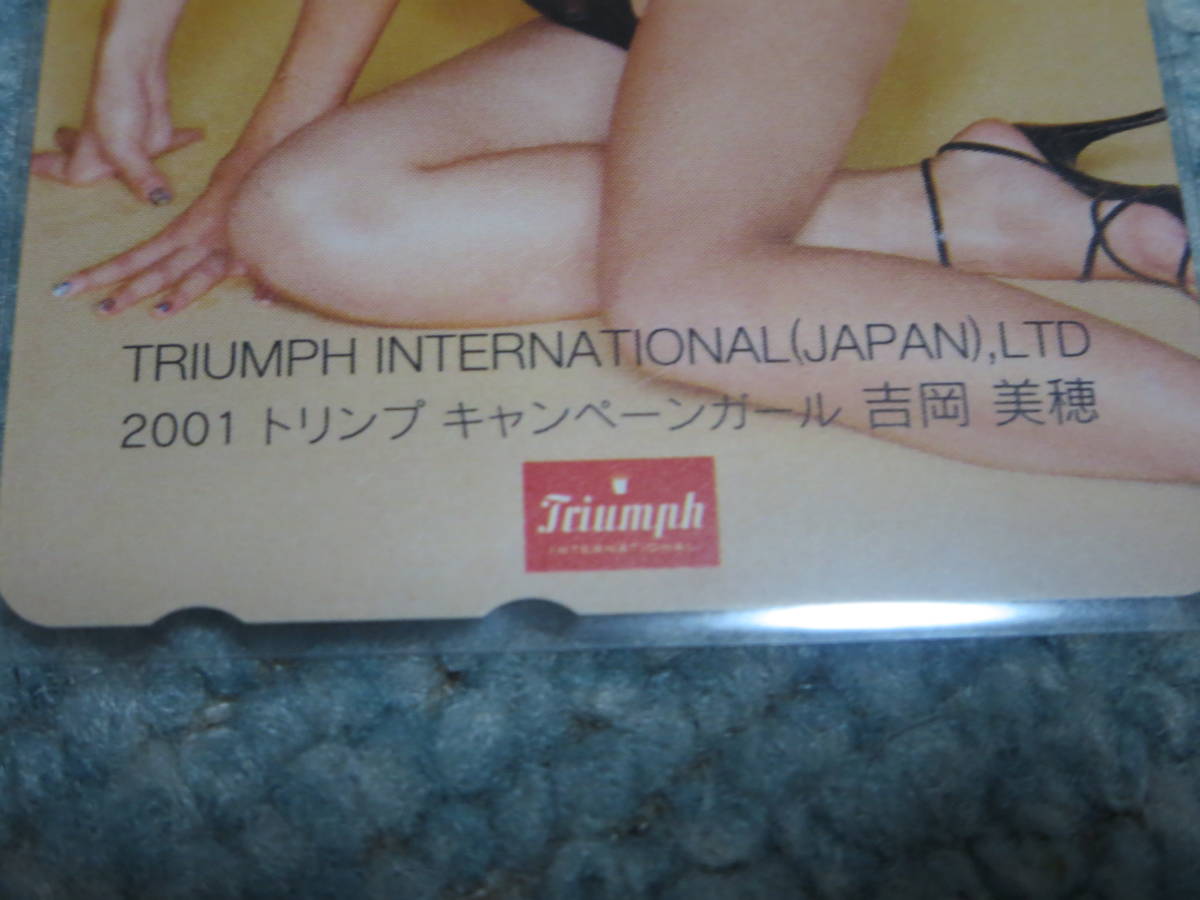 TRIUMPH INTERNATIONAL(JAPAN),LTD
2001 トリンプ キャンペーンガール 吉岡 美穂
Triumph
INTERNATIONAL